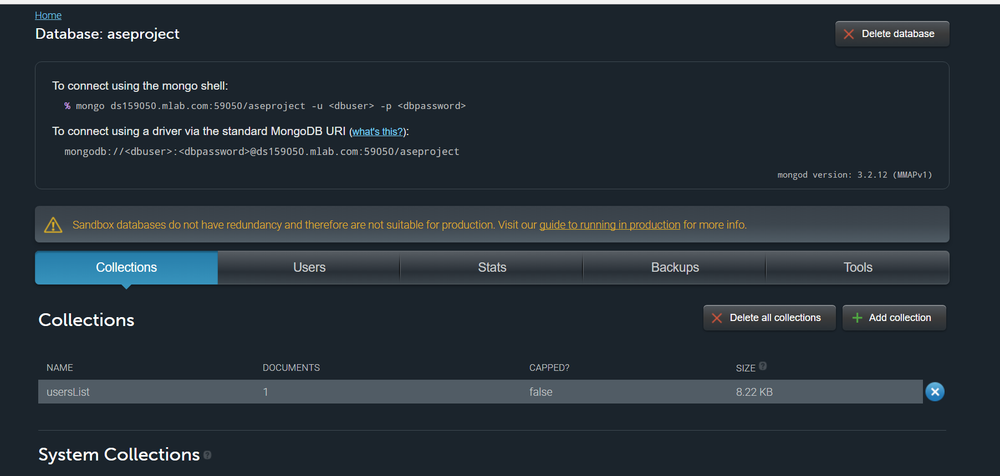 Home
Database: aseproject
Delete database
To connect using the mongo shell:
% mongo ds159050.mlab.com:59050/aseproject -u <dbuser> -p <dbpassword>
To connect using a driver via the standard MongoDB URI (what's this?):
mongodb://<dbuser>:<dbpassword>@ds159050.mlab.com:59050/aseproject
mongod version: 3.2.12 (MMAPv1)
Sandbox databases do not have redundancy and therefore are not suitable for production. Visit our guide to running in production for more info.
Collections Users Stats Backups Tools
Collections
Delete all collections
Add collection
NAME DOCUMENTS CAPPED? SIZE ?
usersList 1 false 8.22 KB
System Collections ?